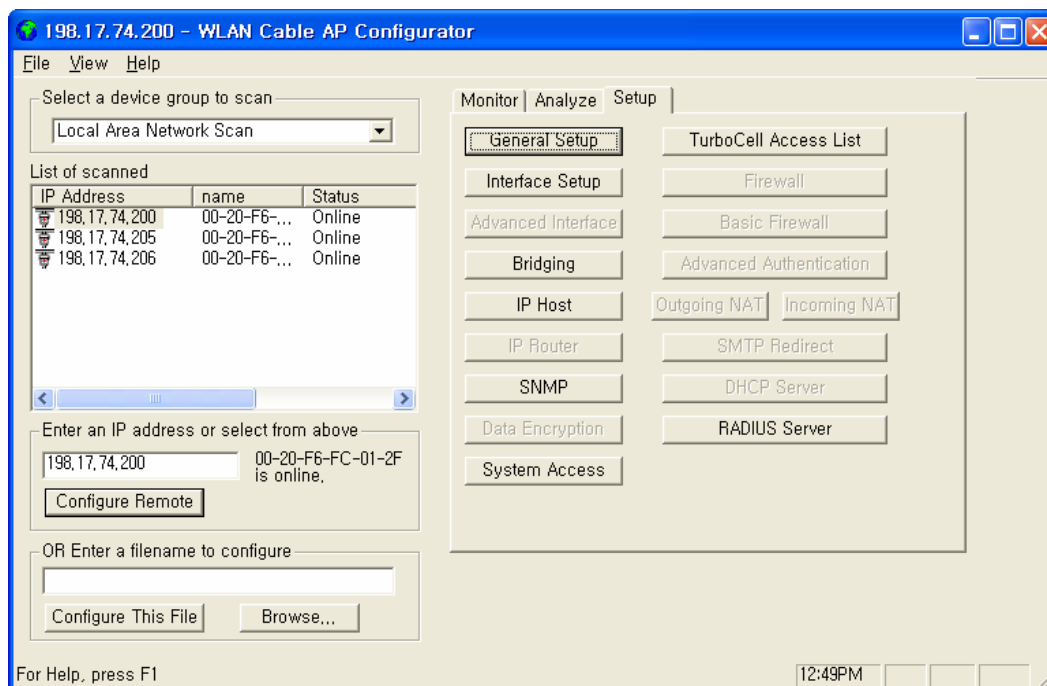 198.17.74.200 - WLAN Cable AP Configurator
File View Help
Select a device group to scan
Local Area Network Scan
List of scanned
IP Address name Status
198,17,74,200 00-20-F6-... Online
198,17,74,205 00-20-F6-... Online
198,17,74,206 00-20-F6-... Online
Enter an IP address or select from above
198,17,74,200 00-20-F6-FC-01-2F
is online,
Configure Remote
OR Enter a filename to configure
Configure This File Browse,,,
Monitor Analyze Setup
General Setup TurboCell Access List
Interface Setup Firewall
Advanced Interface Basic Firewall
Bridging Advanced Authentication
IP Host Outgoing NAT Incoming NAT
IP Router SMTP Redirect
SNMP DHCP Server
Data Encryption RADIUS Server
System Access
For Help, press F1 12:49PM